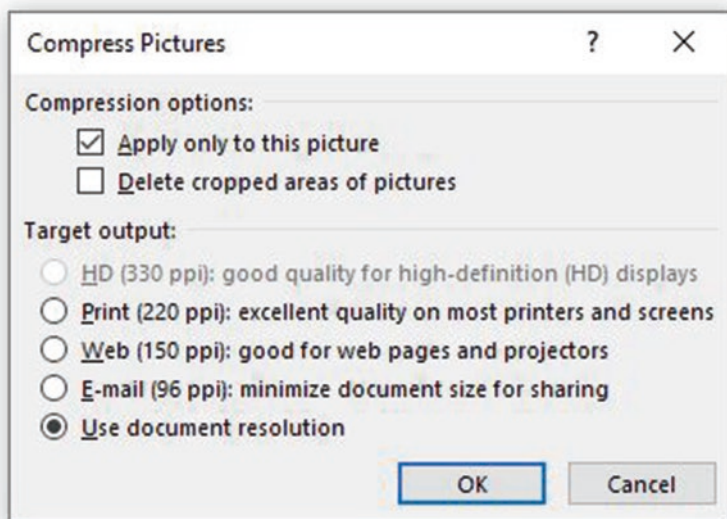 Compress Pictures ?
Compression options:
Apply only to this picture
Delete cropped areas of pictures
Target output:
HD (330 ppi): good quality for high-definition (HD) displays
Print (220 ppi): excellent quality on most printers and screens
Web (150 ppi): good for web pages and projectors
E-mail (96 ppi): minimize document size for sharing
Use document resolution
OK Cancel